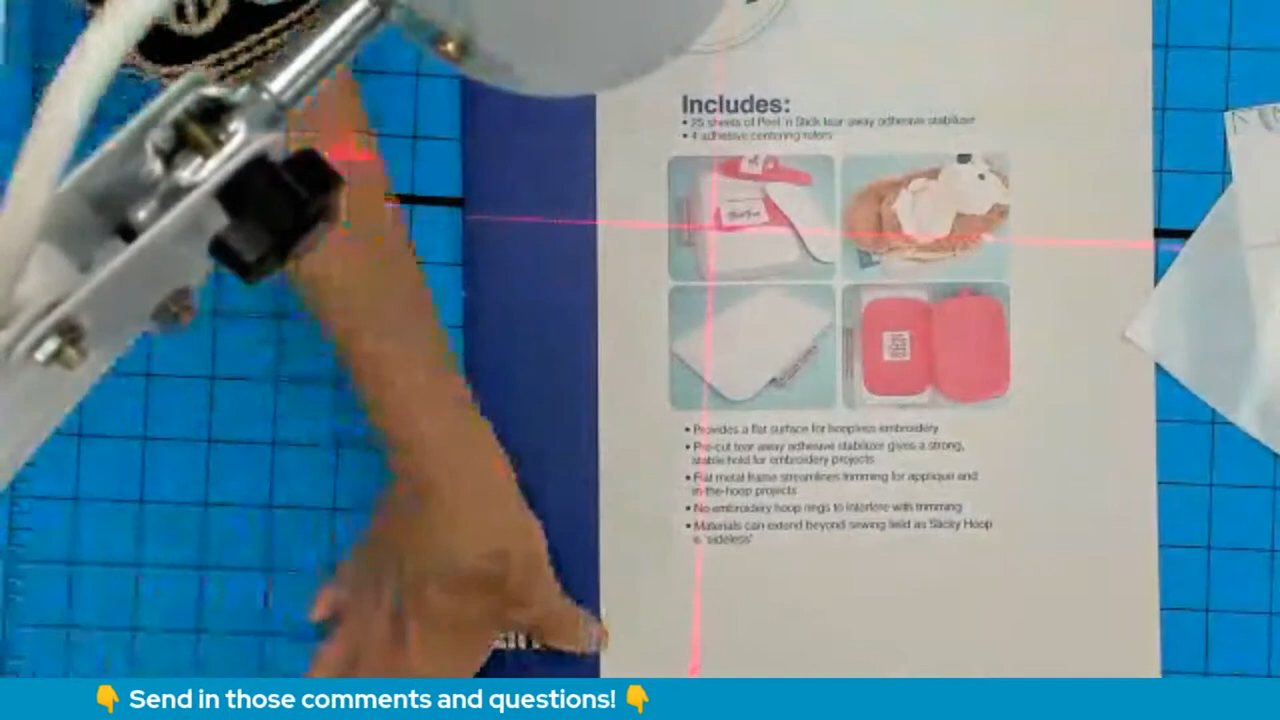 Includes:
• 25 sheets of Peel 'n Stick tear away adhesive stabilizer
• 4 adhesive centering rulers
• Provides a flat surface for hoopless embroidery
• Pre-cut tear away adhesive stabilizer gives a strong,
stable hold for embroidery projects
• Flat metal frame streamlines trimming for applique and
in-the-hoop projects
• No embroidery hoop rings to interfere with trimming
• Materials can extend beyond sewing field as Sticky Hoop
is 'sideless'
👇 Send in those comments and questions! 👇